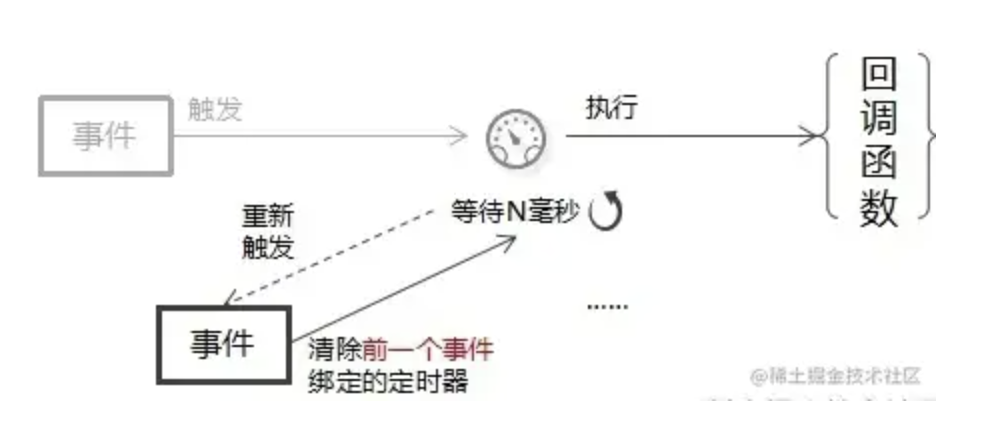 事件
触发
执行
回
调
函
数
等待N毫秒
重新
触发
……
事件
清除前一个事件
绑定的定时器
@稀土掘金技术社区